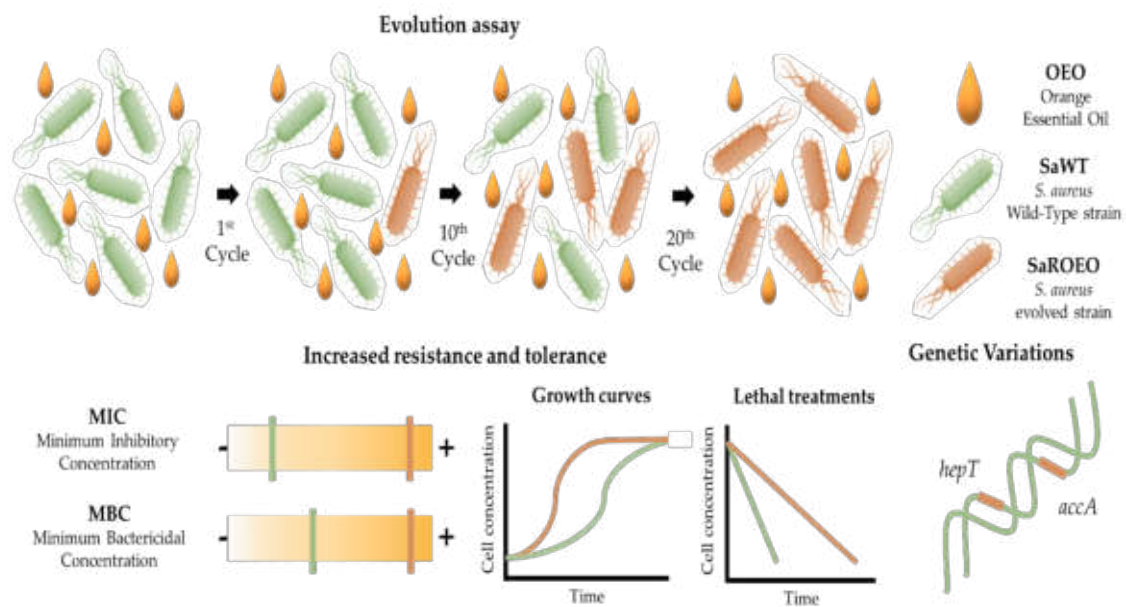 Evolution assay
1st
Cycle
10th
Cycle
20th
Cycle
OEO
Orange
Essential Oil
SaWT
S. aureus
Wild-Type strain
SaROEO
S. aureus
evolved strain
Increased resistance and tolerance
MIC
Minimum Inhibitory
Concentration
- +
MBC
Minimum Bactericidal
Concentration
- +
Growth curves
Cell concentration
Time
Lethal treatments
Cell concentration
Time
Genetic Variations
hepT
accA